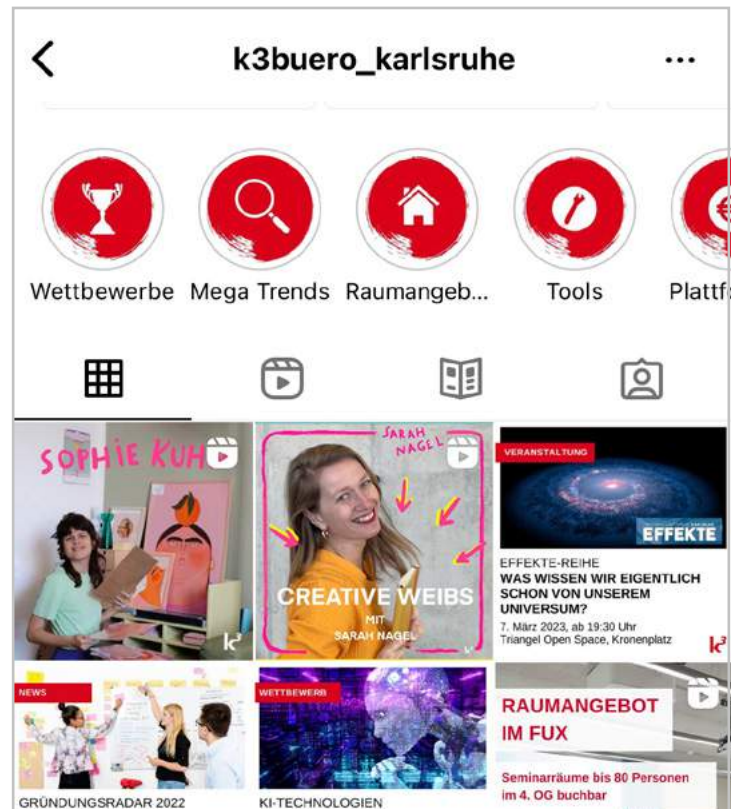 k3buero_karlsruhe
Wettbewerbe
Mega Trends
Raumangeb...
Tools
Plattf
SOPHIE KUH
k³
SARAH
NAGEL
CREATIVE WEIBS
MIT
SARAH NAGEL
k³
VERANSTALTUNG
EFFEKTE
EFFEKTE-REIHE
WAS WISSEN WIR EIGENTLICH
SCHON VON UNSEREM
UNIVERSUM?
7. März 2023, ab 19:30 Uhr
Triangel Open Space, Kronenplatz
k³
NEWS
GRÜNDUNGSRADAR 2022
WETTBEWERB
KI-TECHNOLOGIEN
RAUMANGEBOT
IM FUX
Seminarräume bis 80 Personen
im 4. OG buchbar